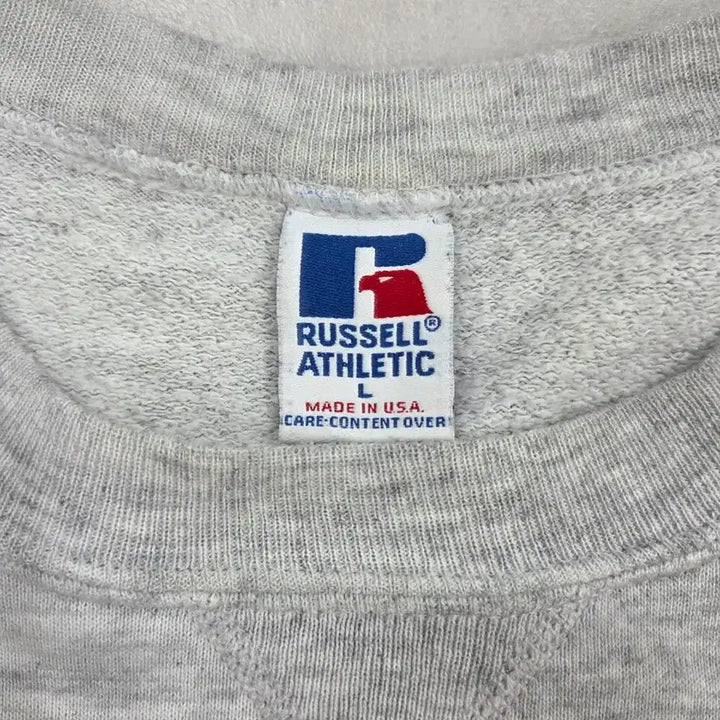 RUSSELL®
ATHLETIC
L
MADE IN U.S.A.
CARE-CONTENT OVER